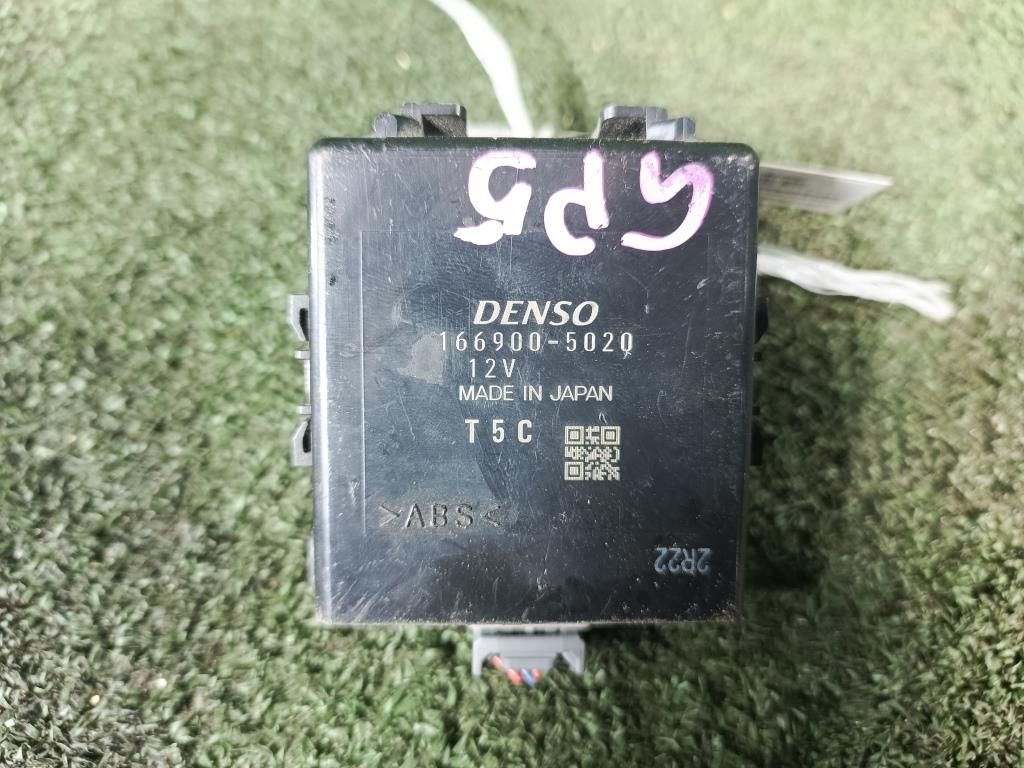 GP5
DENSO
166900-5020
12V
MADE IN JAPAN
T5C
>ABS<
2R22